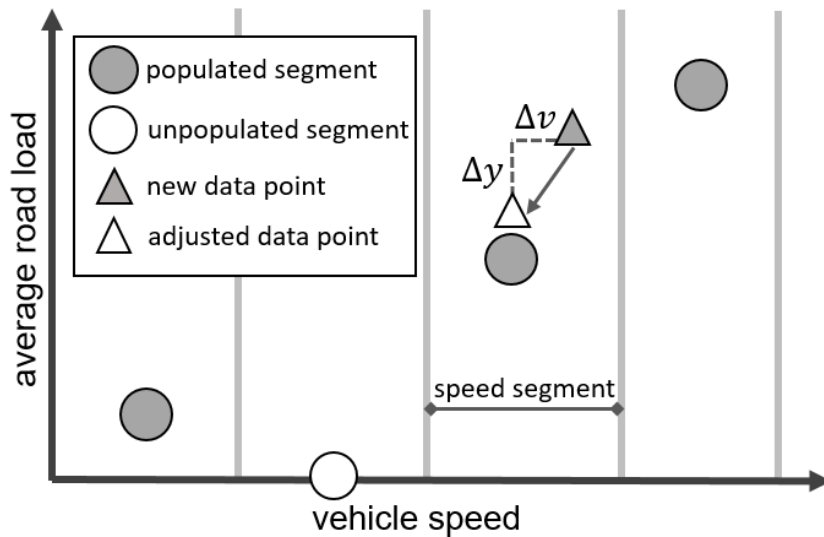 populated segment
unpopulated segment
new data point
adjusted data point
Δv
Δy
speed segment
average road load
vehicle speed